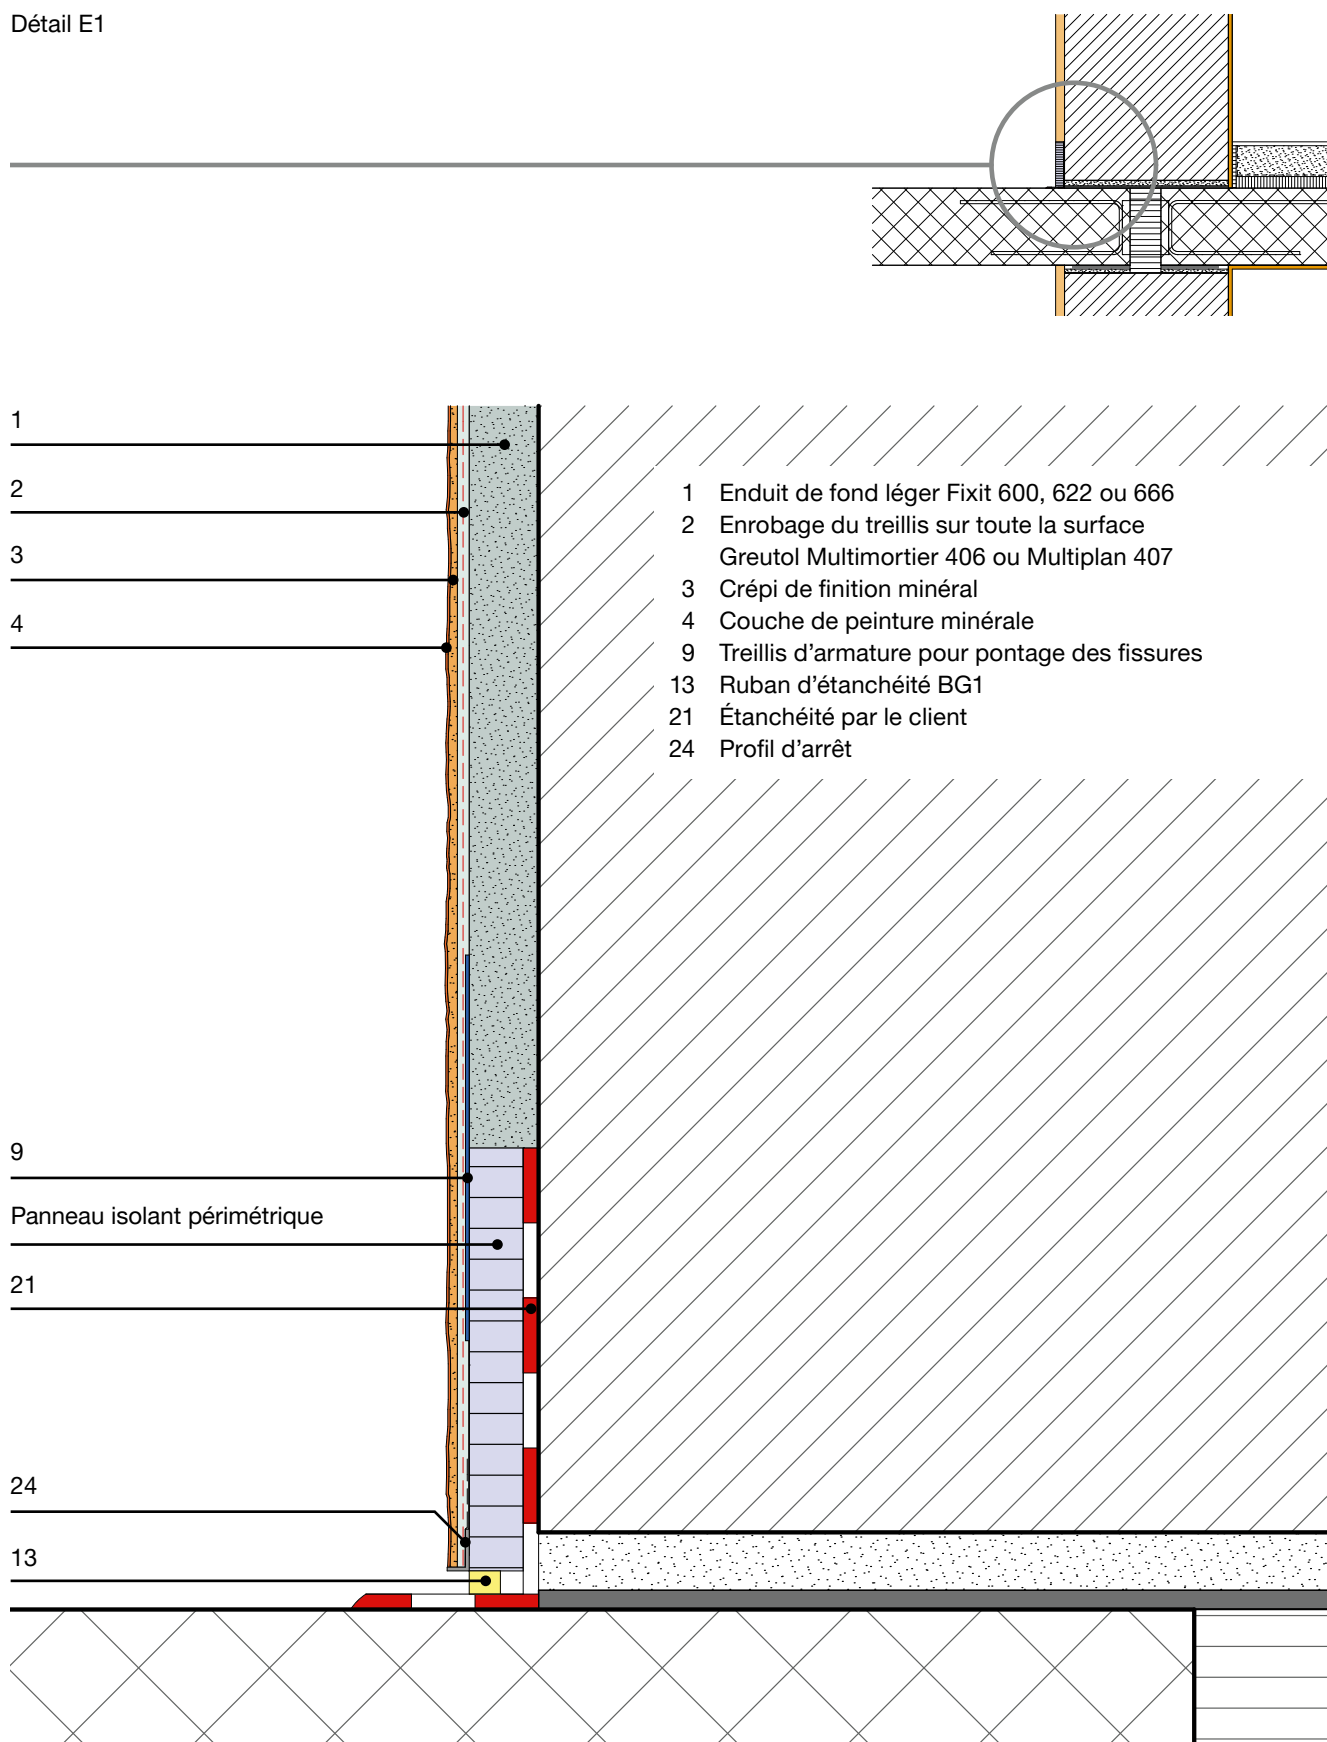 Détail E1
1
2
3
4
1 Enduit de fond léger Fixit 600, 622 ou 666
2 Enrobage du treillis sur toute la surface
Greutol Multimortier 406 ou Multiplan 407
3 Crépi de finition minéral
4 Couche de peinture minérale
9 Treillis d’armature pour pontage des fissures
13 Ruban d’étanchéité BG1
21 Étanchéité par le client
24 Profil d’arrêt
9
Panneau isolant périmétrique
21
24
13